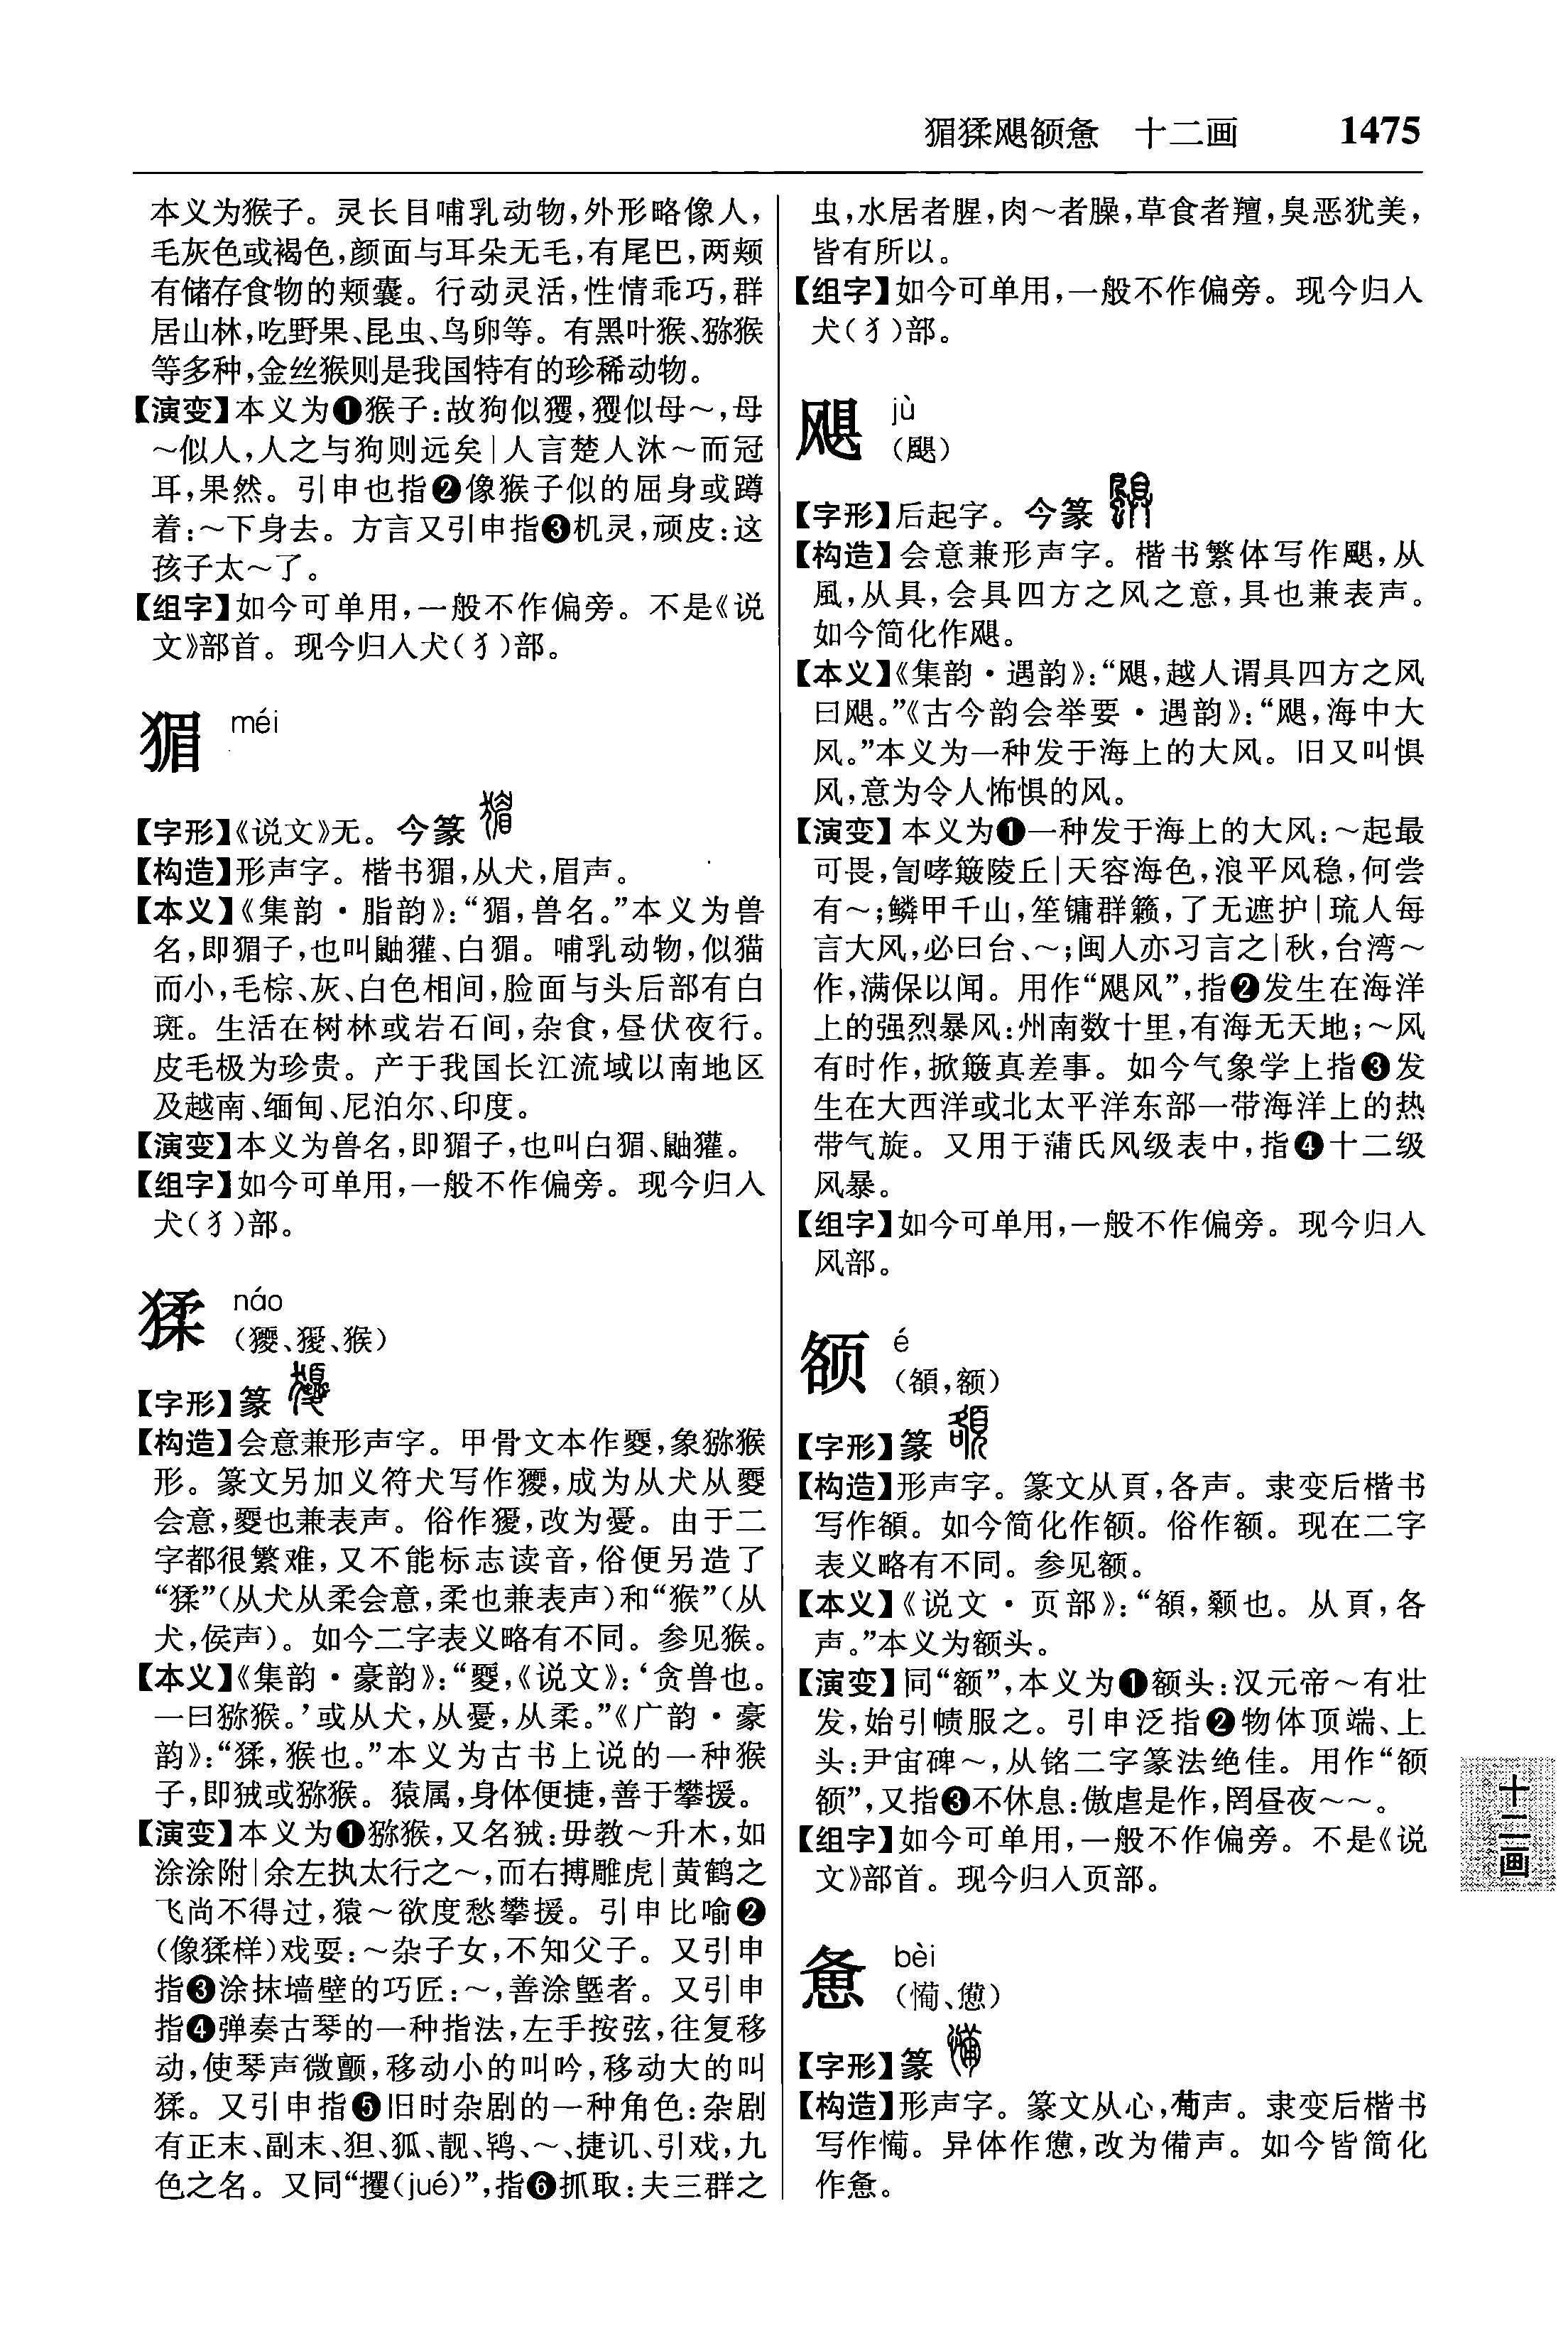 猸猱飓额惫 十二画 1475
本义为猴子。灵长目哺乳动物,外形略像人,
毛灰色或褐色,颜面与耳朵无毛,有尾巴,两颊
有储存食物的颊囊。行动灵活,性情乖巧,群
居山林,吃野果、昆虫、鸟卵等。有黑叶猴、猕猴
等多种,金丝猴则是我国特有的珍稀动物。
【演变】本义为❶猴子:故狗似玃,玃似母~,母
~似人,人之与狗则远矣|人言楚人沐~而冠
耳,果然。引申也指❷像猴子似的屈身或蹲
着:~下身去。方言又引申指❸机灵,顽皮:这
孩子太~了。
【组字】如今可单用,一般不作偏旁。不是《说
文》部首。现今归入犬(犭)部。
猸 méi
【字形】《说文》无。今篆
【构造】形声字。楷书猸,从犬,眉声。
【本义】《集韵·脂韵》:“猸,兽名。”本义为兽
名,即猸子,也叫鼬獾、白猸。哺乳动物,似猫
而小,毛棕、灰、白色相间,脸面与头后部有白
斑。生活在树林或岩石间,杂食,昼伏夜行。
皮毛极为珍贵。产于我国长江流域以南地区
及越南、缅甸、尼泊尔、印度。
【演变】本义为兽名,即猸子,也叫白猸、鼬獾。
【组字】如今可单用,一般不作偏旁。现今归入
犬(犭)部。
猱 náo
(獿、獶、猴)
【字形】篆
【构造】会意兼形声字。甲骨文本作夒,象猕猴
形。篆文另加义符犬写作獿,成为从犬从夒
会意,夒也兼表声。俗作獶,改为憂。由于二
字都很繁难,又不能标志读音,俗便另造了
“猱”(从犬从柔会意,柔也兼表声)和“猴”(从
犬,侯声)。如今二字表义略有不同。参见猴。
【本义】《集韵·豪韵》:“夒,《说文》:‘贪兽也。
一曰猕猴。’或从犬,从憂,从柔。”《广韵·豪
韵》:“猱,猴也。”本义为古书上说的一种猴
子,即狨或猕猴。猿属,身体便捷,善于攀援。
【演变】本义为❶猕猴,又名狨:毋教~升木,如
涂涂附|余左执太行之~,而右搏雕虎|黄鹤之
飞尚不得过,猿~欲度愁攀援。引申比喻❷
(像猱样)戏耍:~杂子女,不知父子。又引申
指❸涂抹墙壁的巧匠:~,善涂塈者。又引申
指❹弹奏古琴的一种指法,左手按弦,往复移
动,使琴声微颤,移动小的叫吟,移动大的叫
猱。又引申指❺旧时杂剧的一种角色:杂剧
有正末、副末、狚、狐、靓、鸨、~、捷讥、引戏,九
色之名。又同“攫(jué)”,指❻抓取:夫三群之
虫,水居者腥,肉~者臊,草食者羶,臭恶犹美,
皆有所以。
【组字】如今可单用,一般不作偏旁。现今归入
犬(犭)部。
飓 jù
(颶)
【字形】后起字。今篆
【构造】会意兼形声字。楷书繁体写作颶,从
風,从具,会具四方之风之意,具也兼表声。
如今简化作飓。
【本义】《集韵·遇韵》:“飓,越人谓具四方之风
曰飓。”《古今韵会举要·遇韵》:“飓,海中大
风。”本义为一种发于海上的大风。旧又叫惧
风,意为令人怖惧的风。
【演变】本义为❶一种发于海上的大风:~起最
可畏,訇哮簸陵丘|天容海色,浪平风稳,何尝
有~;鳞甲千山,笙镛群籁,了无遮护|琉人每
言大风,必曰台、~;闽人亦习言之|秋,台湾~
作,满保以闻。用作“飓风”,指❷发生在海洋
上的强烈暴风:州南数十里,有海无天地;~风
有时作,掀簸真差事。如今气象学上指❸发
生在大西洋或北太平洋东部一带海洋上的热
带气旋。又用于蒲氏风级表中,指❹十二级
风暴。
【组字】如今可单用,一般不作偏旁。现今归入
风部。
 é
(頟,额)
【字形】篆
【构造】形声字。篆文从頁,各声。隶变后楷书
写作頟。如今简化作。俗作额。现在二字
表义略有不同。参见额。
【本义】《说文·页部》:“頟,颡也。从頁,各
声。”本义为额头。
【演变】同“额”,本义为❶额头:汉元帝~有壮
发,始引帻服之。引申泛指❷物体顶端、上
头:尹宙碑~,从铭二字篆法绝佳。用作“
”,又指❸不休息:傲虐是作,罔昼夜~~。
【组字】如今可单用,一般不作偏旁。不是《说
文》部首。现今归入页部。
惫 bèi
(㤳、憊)
【字形】篆
【构造】形声字。篆文从心,𤰇声。隶变后楷书
写作㤳。异体作憊,改为備声。如今皆简化
作惫。
十二画